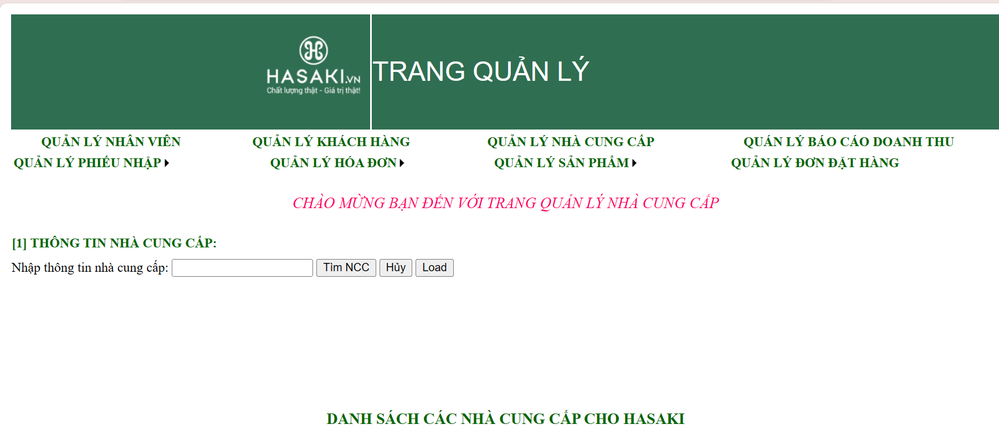 HASAKI.VN
Chất lượng thật - Giá trị thật!
TRANG QUẢN LÝ
QUẢN LÝ NHÂN VIÊN QUẢN LÝ KHÁCH HÀNG QUẢN LÝ NHÀ CUNG CẤP QUÁN LÝ BÁO CÁO DOANH THU
QUẢN LÝ PHIẾU NHẬP QUẢN LÝ HÓA ĐƠN QUẢN LÝ SẢN PHẨM QUẢN LÝ ĐƠN ĐẶT HÀNG
CHÀO MỪNG BẠN ĐẾN VỚI TRANG QUẢN LÝ NHÀ CUNG CẤP
[1] THÔNG TIN NHÀ CUNG CẤP:
Nhập thông tin nhà cung cấp: Tìm NCC Hủy Load
DANH SÁCH CÁC NHÀ CUNG CẤP CHO HASAKI